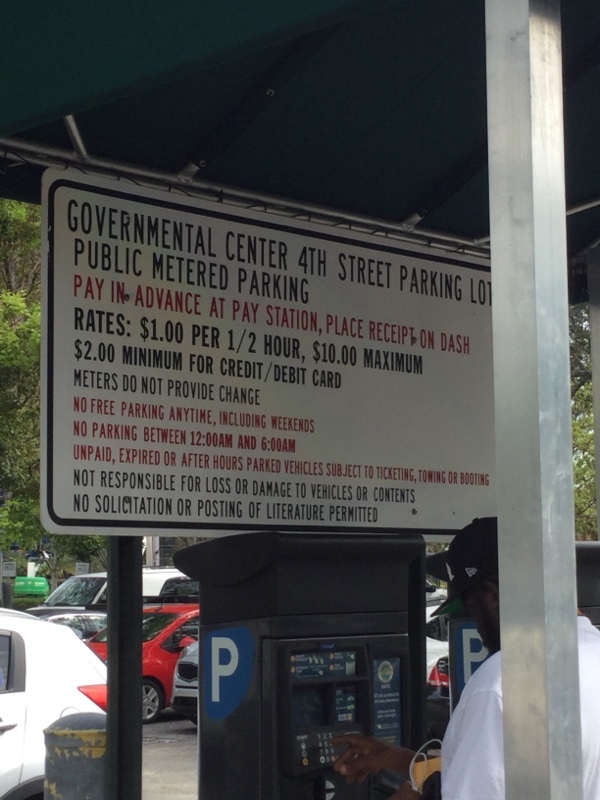 GOVERNMENTAL CENTER 4TH STREET PARKING LOT
PUBLIC METERED PARKING
PAY IN ADVANCE AT PAY STATION, PLACE RECEIPT ON DASH
RATES: $1.00 PER 1/2 HOUR, $10.00 MAXIMUM
$2.00 MINIMUM FOR CREDIT/DEBIT CARD
METERS DO NOT PROVIDE CHANGE
NO FREE PARKING ANYTIME, INCLUDING WEEKENDS
NO PARKING BETWEEN 12:00AM AND 6:00AM
UNPAID, EXPIRED OR AFTER HOURS PARKED VEHICLES SUBJECT TO TICKETING, TOWING OR BOOTING
NOT RESPONSIBLE FOR LOSS OR DAMAGE TO VEHICLES OR CONTENTS
NO SOLICITATION OR POSTING OF LITERATURE PERMITTED
P
P